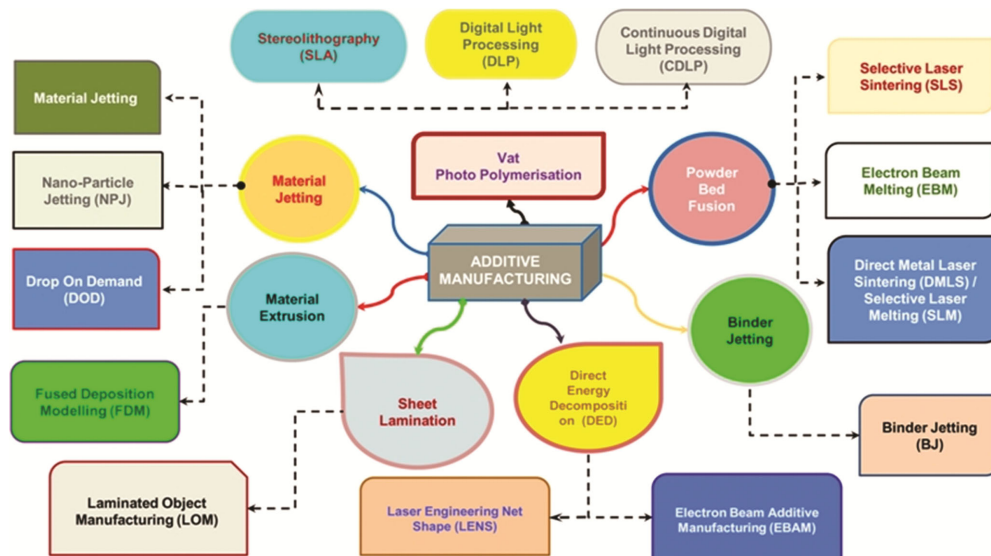 Stereolithography
(SLA)
Digital Light
Processing
(DLP)
Continuous Digital
Light Processing
(CDLP)
Selective Laser
Sintering (SLS)
Material Jetting
Vat
Photo Polymerisation
Material
Jetting
Powder
Bed
Fusion
Nano-Particle
Jetting (NPJ)
Electron Beam
Melting (EBM)
ADDITIVE
MANUFACTURING
Drop On Demand
(DOD)
Material
Extrusion
Direct Metal Laser
Sintering (DMLS) /
Selective Laser
Melting (SLM)
Binder
Jetting
Fused Deposition
Modelling (FDM)
Sheet
Lamination
Direct
Energy
Decompositi
on (DED)
Binder Jetting
(BJ)
Laminated Object
Manufacturing (LOM)
Laser Engineering Net
Shape (LENS)
Electron Beam Additive
Manufacturing (EBAM)